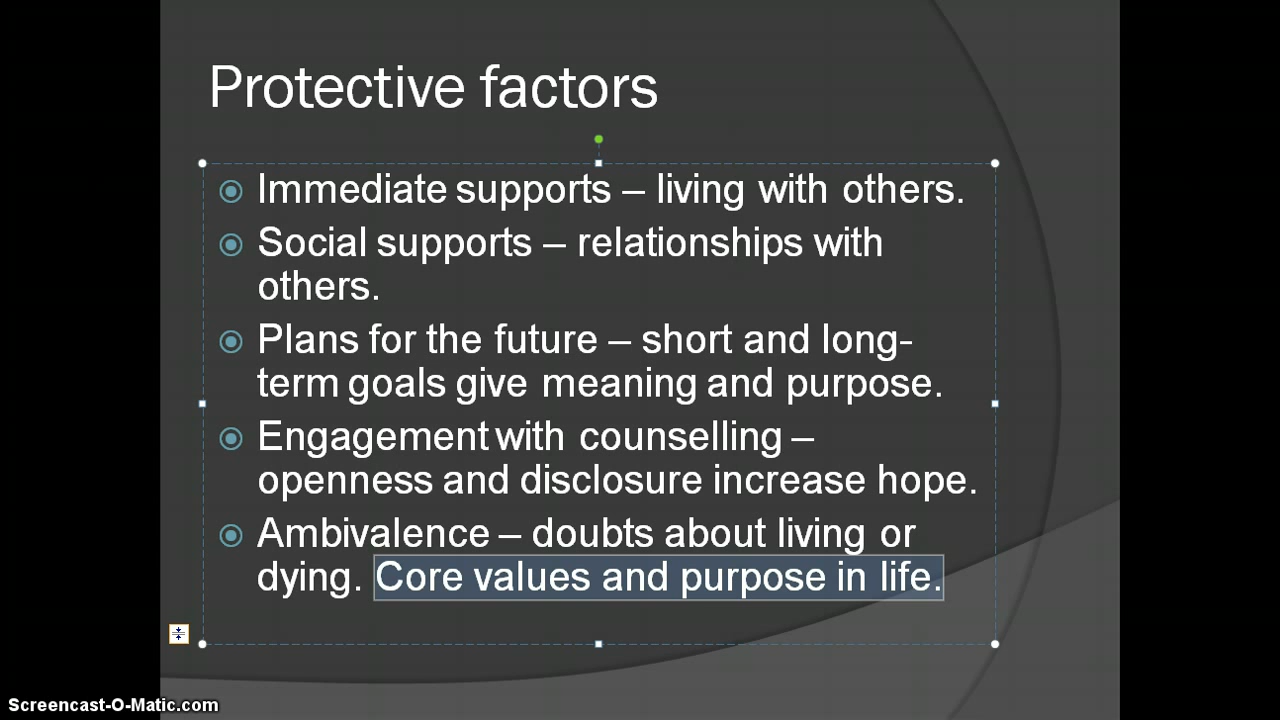 Protective factors
Immediate supports – living with others.
Social supports – relationships with
others.
Plans for the future – short and long-
term goals give meaning and purpose.
Engagement with counselling –
openness and disclosure increase hope.
Ambivalence – doubts about living or
dying. Core values and purpose in life.
Screencast-O-Matic.com